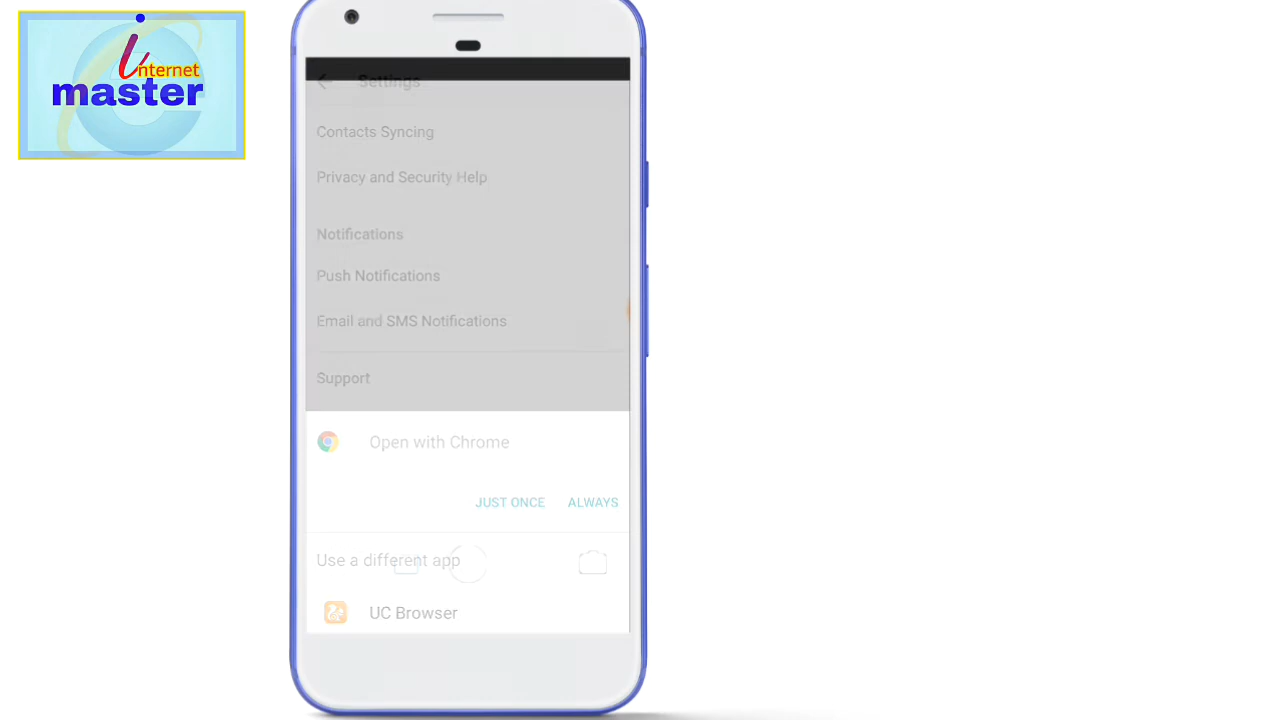 internet
master
Settings
Contacts Syncing
Privacy and Security Help
Notifications
Push Notifications
Email and SMS Notifications
Support
Open with Chrome
JUST ONCE ALWAYS
Use a different app
UC Browser